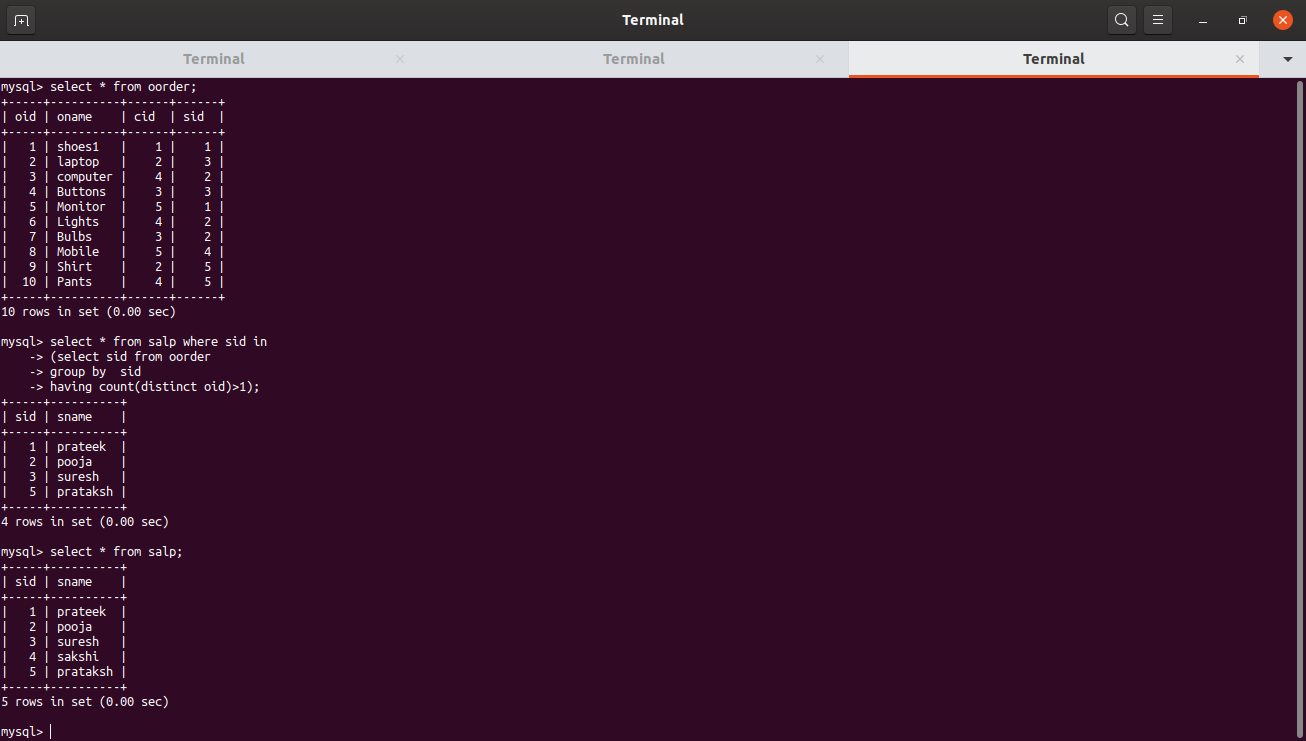 Terminal
Terminal
Terminal
Terminal
mysql> select * from oorder;
+-----+----------+------+------+
| oid | oname    | cid  | sid  |
+-----+----------+------+------+
|   1 | shoes1   |    1 |    1 |
|   2 | laptop   |    2 |    3 |
|   3 | computer |    4 |    2 |
|   4 | Buttons  |    3 |    3 |
|   5 | Monitor  |    5 |    1 |
|   6 | Lights   |    4 |    2 |
|   7 | Bulbs    |    3 |    2 |
|   8 | Mobile   |    5 |    4 |
|   9 | Shirt    |    2 |    5 |
|  10 | Pants    |    4 |    5 |
+-----+----------+------+------+
10 rows in set (0.00 sec)

mysql> select * from salp where sid in
    -> (select sid from oorder
    -> group by  sid
    -> having count(distinct oid)>1);
+-----+----------+
| sid | sname    |
+-----+----------+
|   1 | prateek  |
|   2 | pooja    |
|   3 | suresh   |
|   5 | prataksh |
+-----+----------+
4 rows in set (0.00 sec)

mysql> select * from salp;
+-----+----------+
| sid | sname    |
+-----+----------+
|   1 | prateek  |
|   2 | pooja    |
|   3 | suresh   |
|   4 | sakshi   |
|   5 | prataksh |
+-----+----------+
5 rows in set (0.00 sec)

mysql>